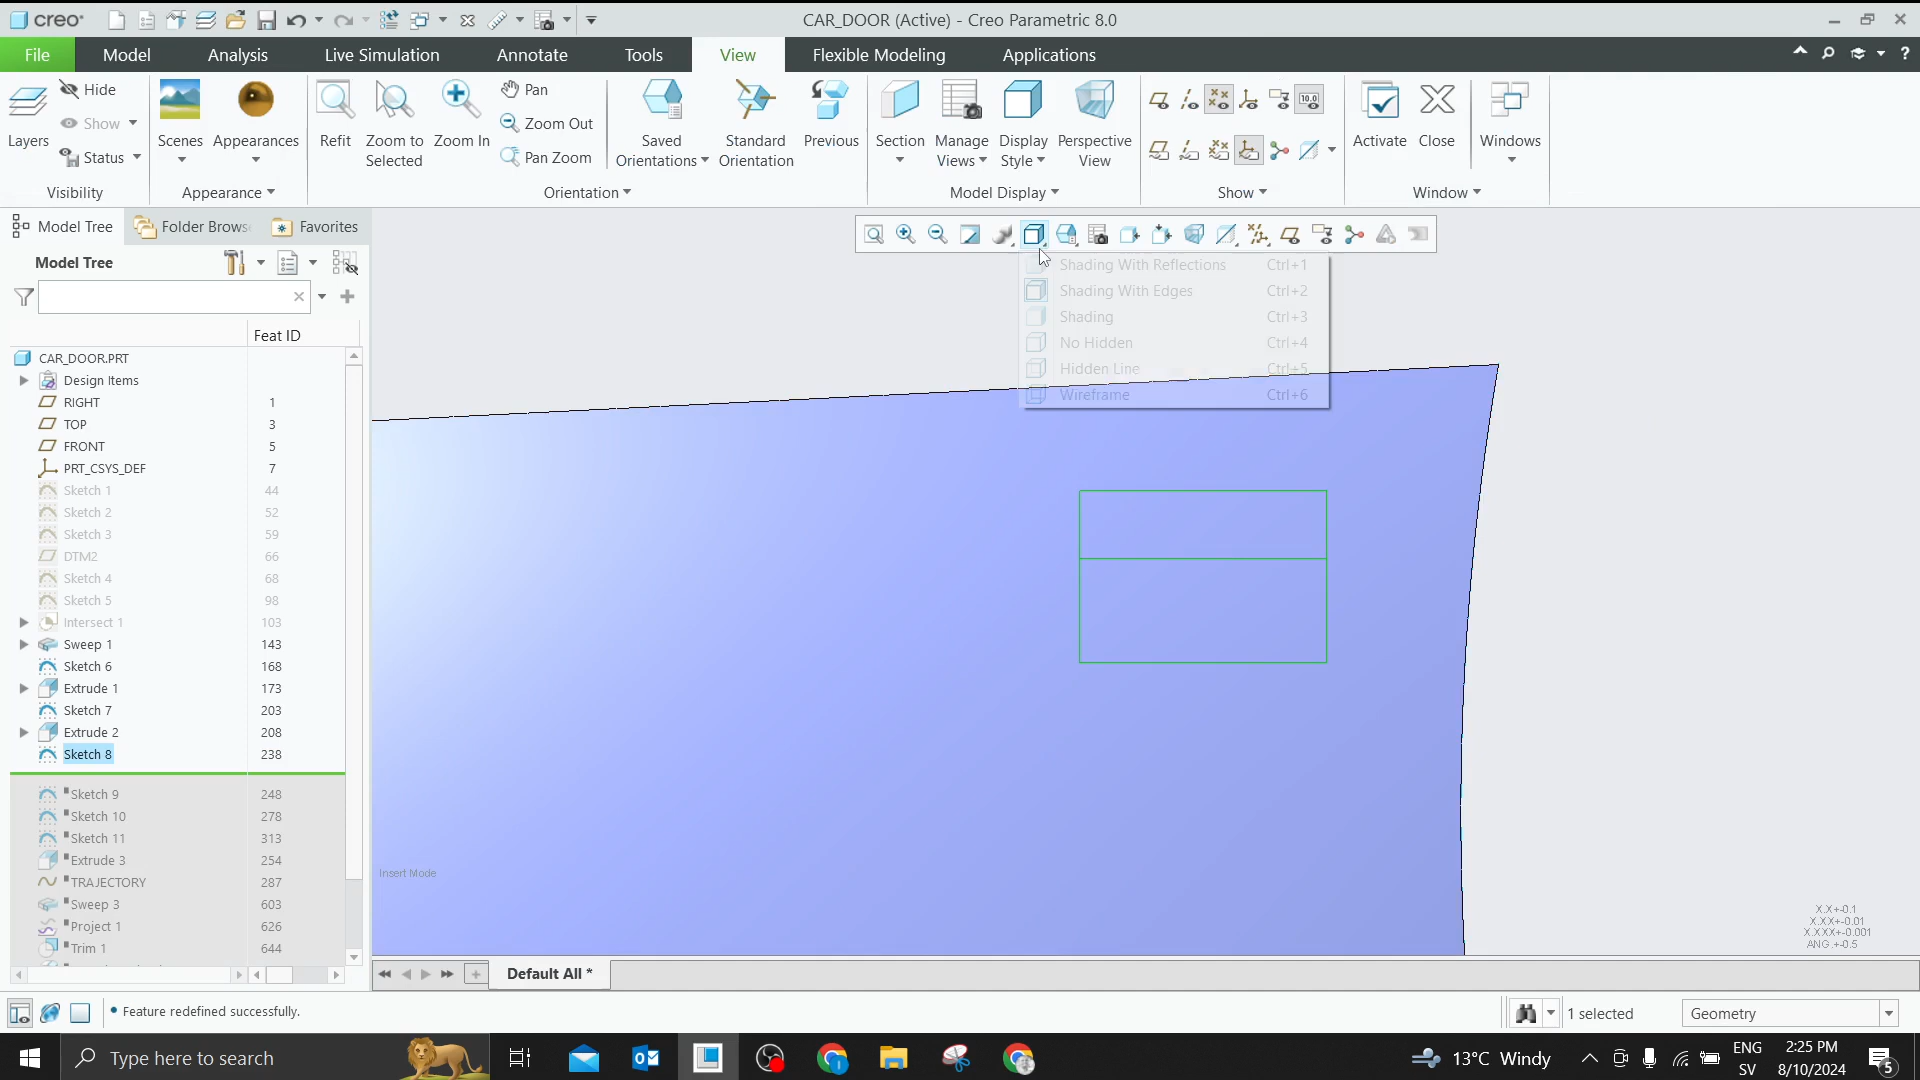 creo®
CAR_DOOR (Active) - Creo Parametric 8.0
File Model Analysis Live Simulation Annotate Tools View Flexible Modeling Applications
Layers
Hide
Show
Status
Visibility
Scenes
Appearances
Appearance
Refit
Zoom to Selected
Zoom In
Pan
Zoom Out
Pan Zoom
Saved Orientations
Standard Orientation
Previous
Orientation
Section
Manage Views
Display Style
Perspective View
Model Display
10.0
Show
Activate
Close
Windows
Window
Model Tree
Folder Brows
Favorites
Model Tree
Feat ID
CAR_DOOR.PRT
Design Items
RIGHT 1
TOP 3
FRONT 5
PRT_CSYS_DEF 7
Sketch 1 44
Sketch 2 52
Sketch 3 59
DTM2 66
Sketch 4 68
Sketch 5 98
Intersect 1 103
Sweep 1 143
Sketch 6 168
Extrude 1 173
Sketch 7 203
Extrude 2 208
Sketch 8 238
Sketch 9 248
Sketch 10 278
Sketch 11 313
Extrude 3 254
TRAJECTORY 287
Sweep 3 603
Project 1 626
Trim 1 644
Shading With Reflections Ctrl+1
Shading With Edges Ctrl+2
Shading Ctrl+3
No Hidden Ctrl+4
Hidden Line Ctrl+5
Wireframe Ctrl+6
Insert Mode
X.X+-0.1
X.XX+-0.01
X.XXX+-0.001
ANG.+-0.5
Default All *
• Feature redefined successfully.
1 selected
Geometry
Type here to search
13°C Windy
ENG
SV
2:25 PM
8/10/2024
5